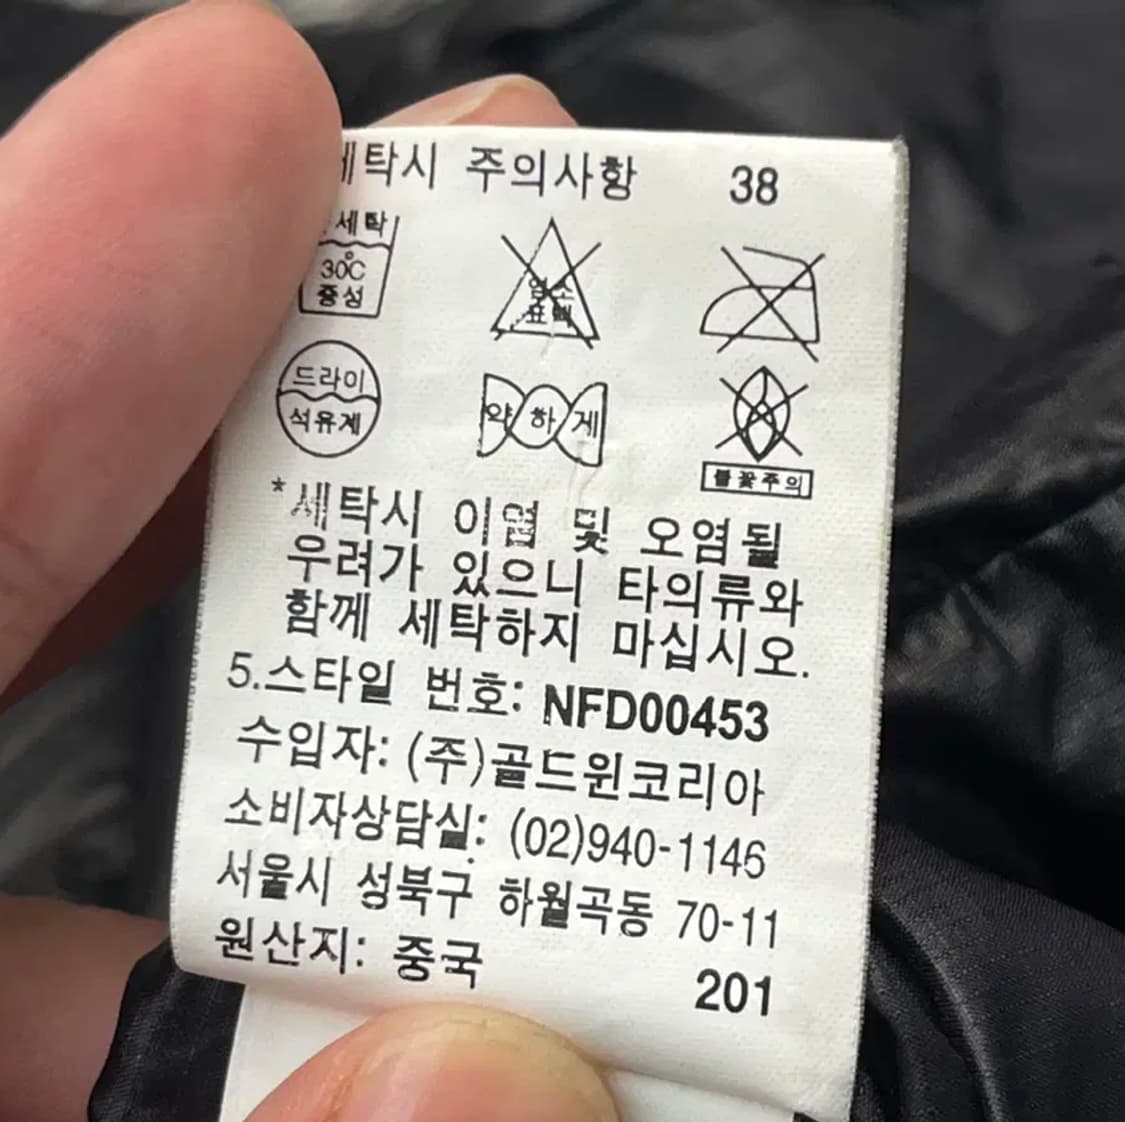 세탁시 주의사항 38
세탁
30℃
중성
염소
표백
드라이
석유계
약하게
불꽃주의
*세탁시 이염 및 오염될
우려가 있으니 타의류와
함께 세탁하지 마십시오.
5.스타일 번호: NFD00453
수입자: (주)골드윈코리아
소비자상담실: (02)940-1146
서울시 성북구 하월곡동 70-11
원산지: 중국 201